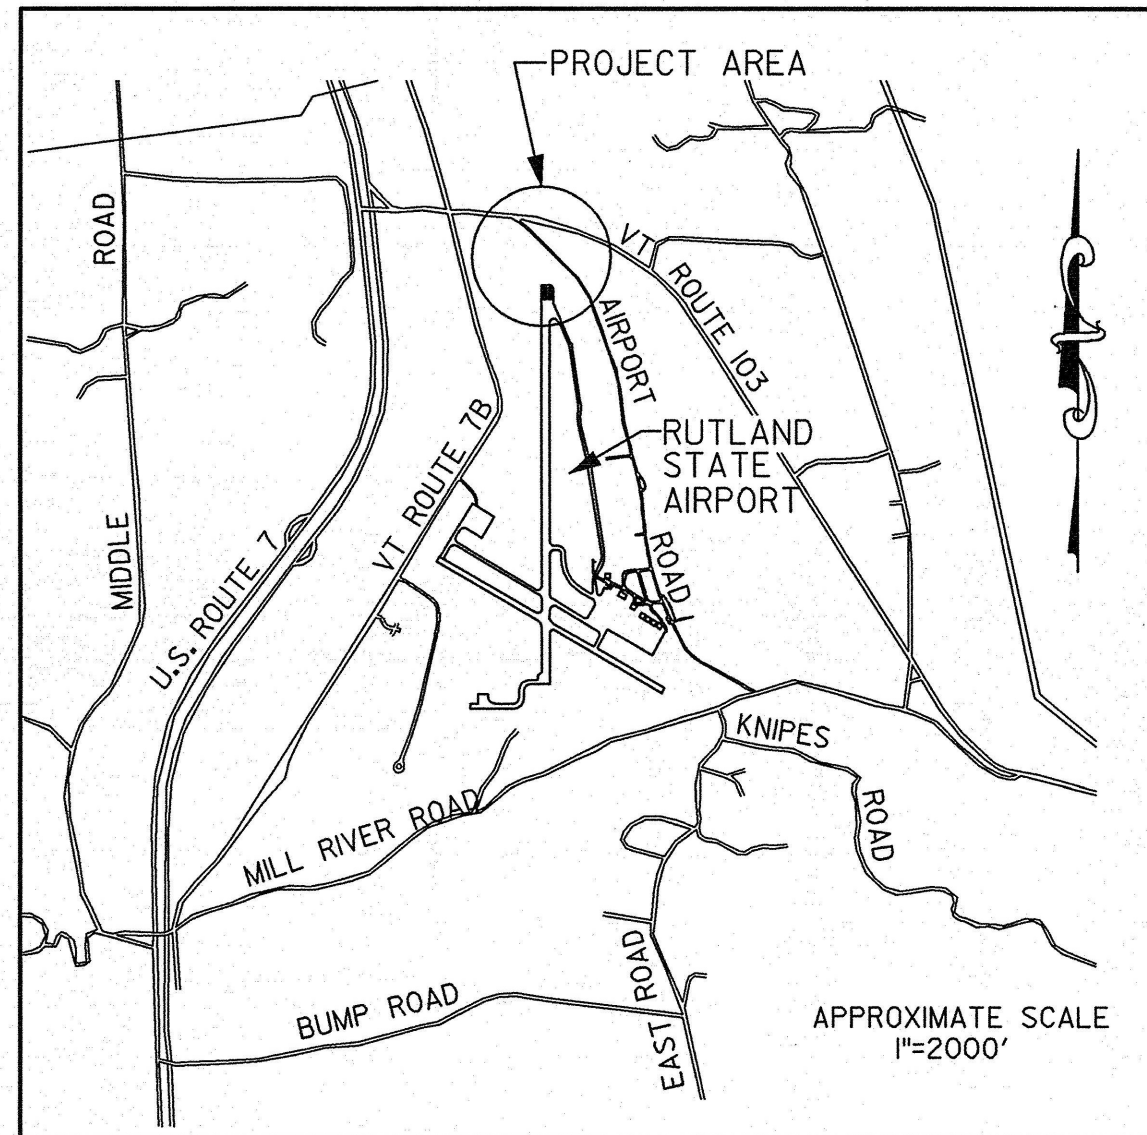 PROJECT AREA
ROAD
MIDDLE
U.S. ROUTE 7
VT ROUTE 7B
VT ROUTE 103
AIRPORT
ROAD
RUTLAND
STATE
AIRPORT
KNIPES
ROAD
MILL RIVER ROAD
BUMP ROAD
EAST ROAD
APPROXIMATE SCALE
1"=2000'